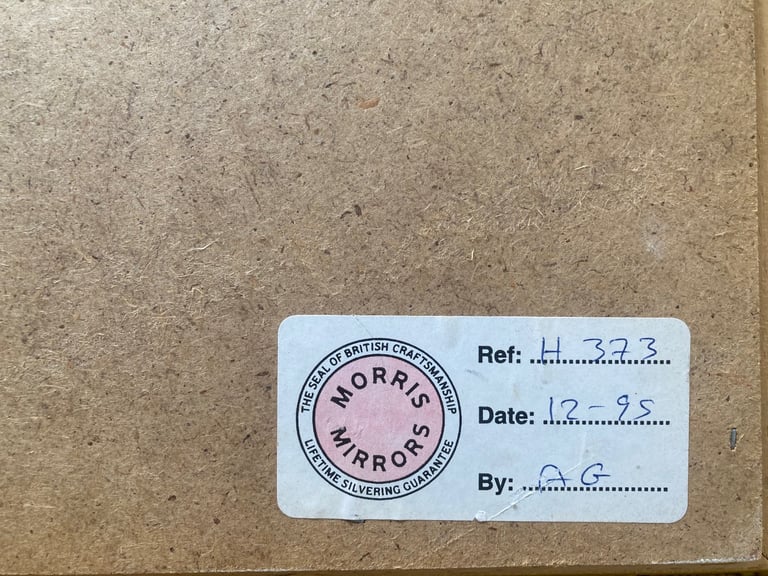 THE SEAL OF BRITISH CRAFTSMANSHIP
MORRIS
MIRRORS
LIFETIME SILVERING GUARANTEE
Ref: H 373
Date: 12-95
By: AG